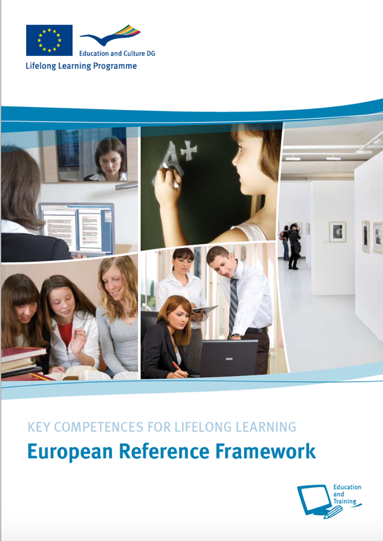 Education and Culture DG
Lifelong Learning Programme
A+
KEY COMPETENCES FOR LIFELONG LEARNING
European Reference Framework
Education
and
Training